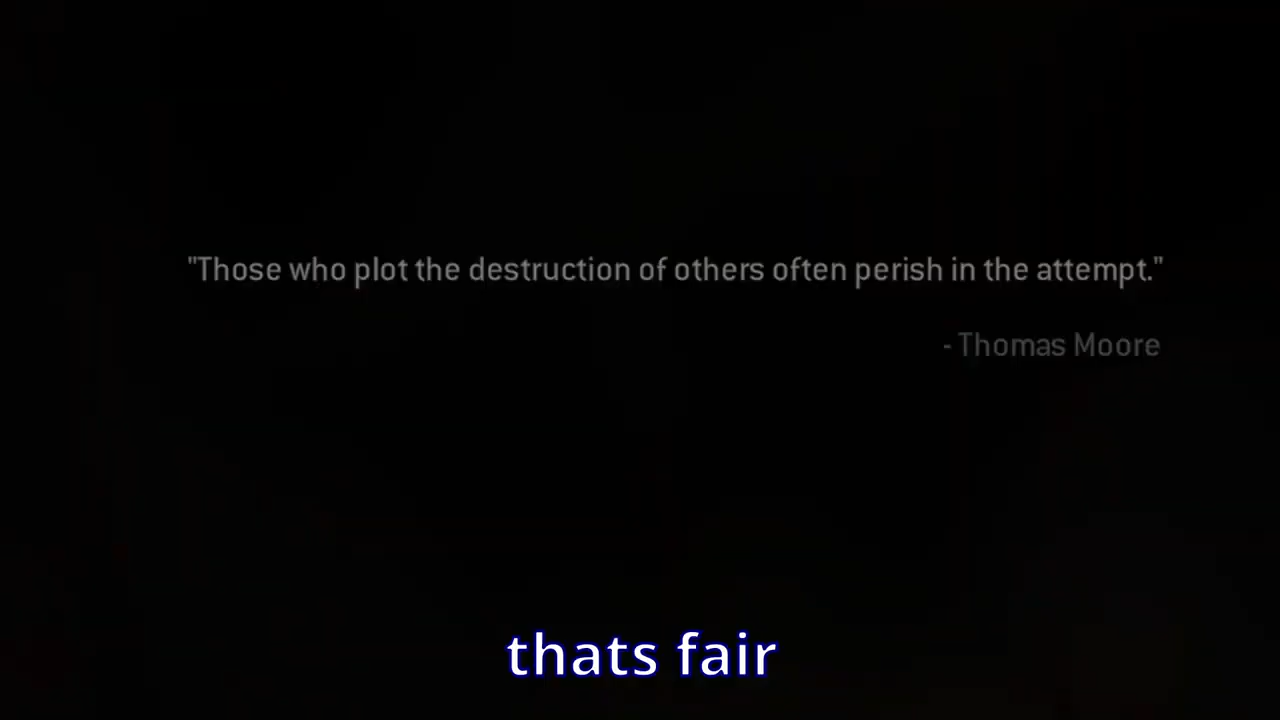 "Those who plot the destruction of others often perish in the attempt."
- Thomas Moore
thats fair